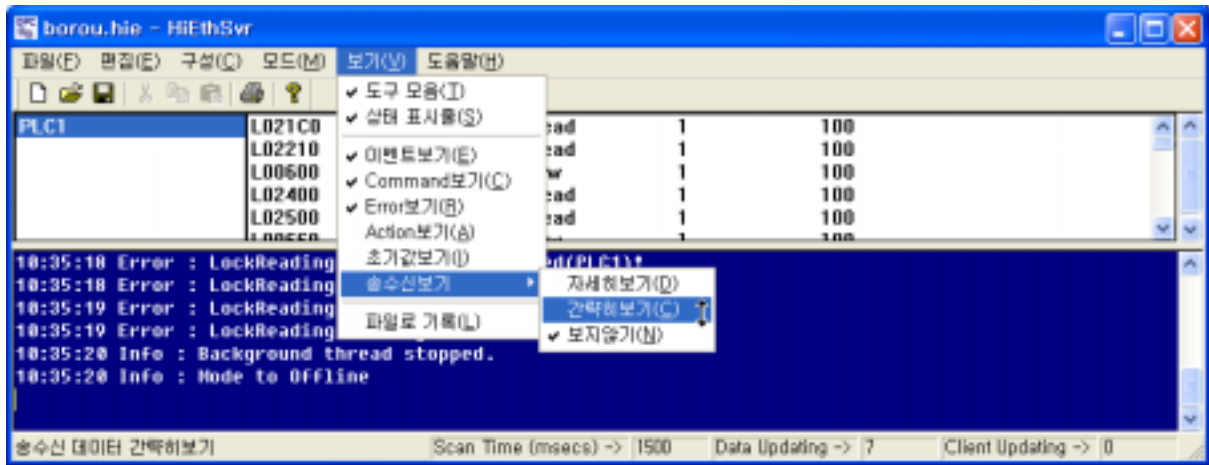 borou.hie - HiEthSvr
파일(F) 편집(E) 구성(C) 모드(M) 보기(V) 도움말(H)
✔ 도구 모음(T)
✔ 상태 표시줄(S)
✔ 이벤트보기(E)
✔ Command보기(C)
✔ Error보기(R)
Action보기(A)
초기값보기(I)
송수신보기
파일로 기록(L)
자세히보기(D)
간략히보기(C)
✔ 보지않기(N)
PLC1 L021C0 ead 1 100
L02210 ead 1 100
L00600 w 1 100
L02400 ead 1 100
L02500 ead 1 100
L00550 1 100
10:35:18 Error : LockReading ed(PLC1)!
10:35:18 Error : LockReading
10:35:19 Error : LockReading
10:35:19 Error : LockReading
10:35:20 Info : Background thread stopped.
10:35:20 Info : Mode to Offline
송수신 데이터 간략히보기 Scan Time (msecs) -> 1500 Data Updating -> 7 Client Updating -> 0